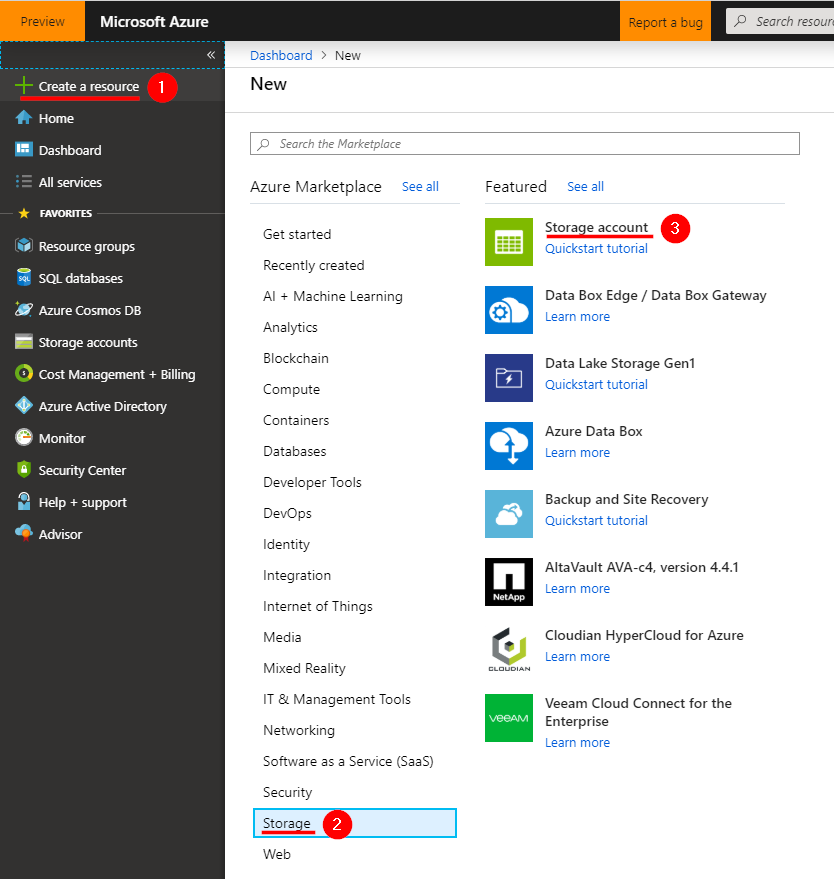 Preview
Microsoft Azure
Report a bug
Search resour
«
Dashboard > New
Create a resource 1
Home
Dashboard
All services
FAVORITES
Resource groups
SQL
SQL databases
Azure Cosmos DB
Storage accounts
Cost Management + Billing
Azure Active Directory
Monitor
Security Center
Help + support
Advisor
New
Search the Marketplace
Azure Marketplace See all
Get started
Recently created
AI + Machine Learning
Analytics
Blockchain
Compute
Containers
Databases
Developer Tools
DevOps
Identity
Integration
Internet of Things
Media
Mixed Reality
IT & Management Tools
Networking
Software as a Service (SaaS)
Security
Storage 2
Web
Featured See all
Storage account 3
Quickstart tutorial
Data Box Edge / Data Box Gateway
Learn more
Data Lake Storage Gen1
Quickstart tutorial
Azure Data Box
Learn more
Backup and Site Recovery
Quickstart tutorial
NetApp
AltaVault AVA-c4, version 4.4.1
Learn more
CLOUDIAN
Cloudian HyperCloud for Azure
Learn more
veeAM
Veeam Cloud Connect for the
Enterprise
Learn more